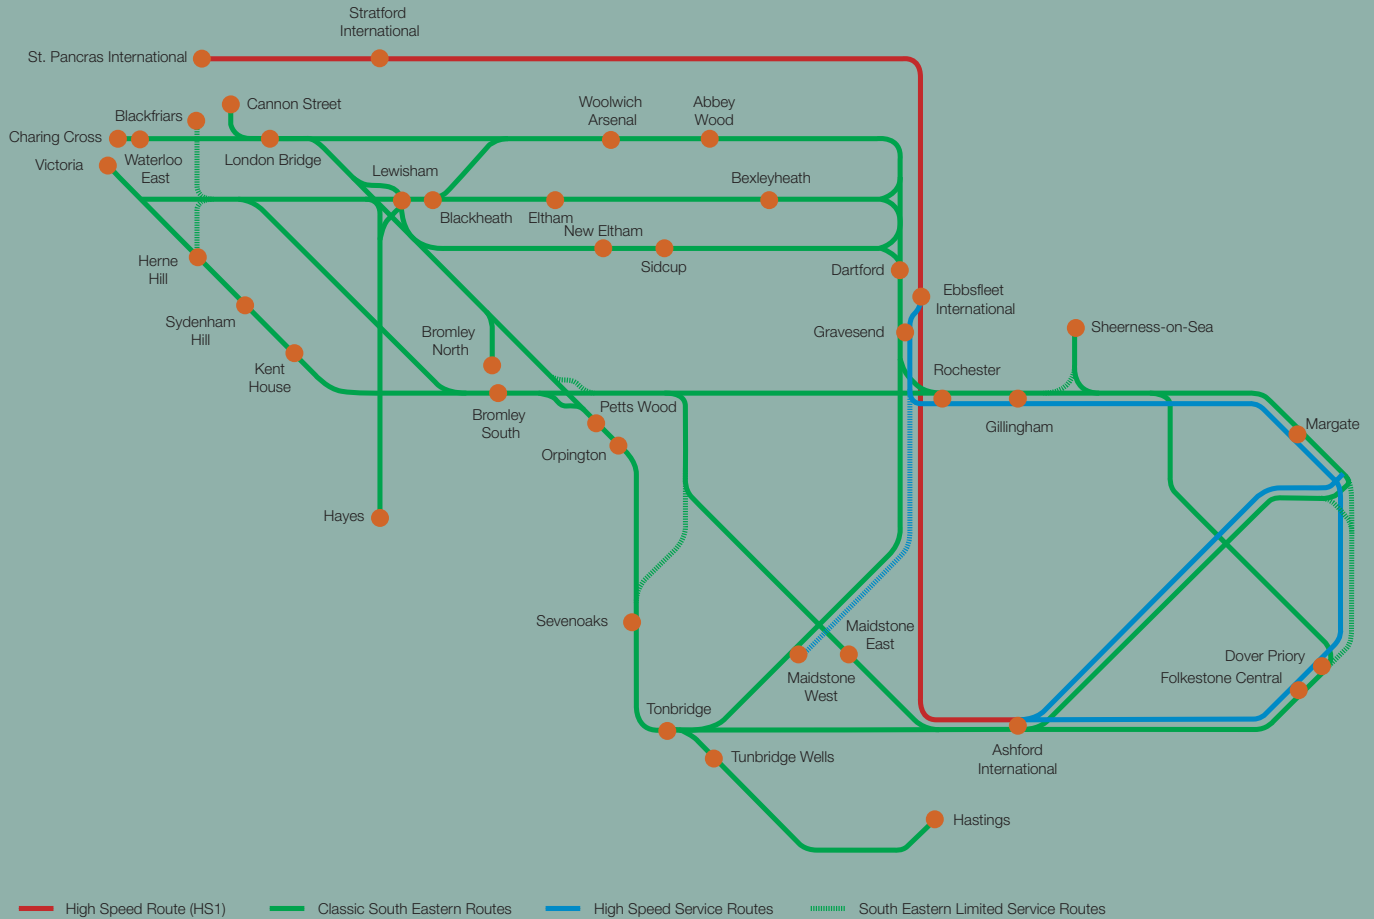 Stratford
International
St. Pancras International
Cannon Street
Blackfriars
Woolwich
Arsenal
Abbey
Wood
Charing Cross
Waterloo
East
London Bridge
Victoria
Lewisham
Bexleyheath
Blackheath
Eltham
New Eltham
Sidcup
Herne
Hill
Dartford
Ebbsfleet
International
Sydenham
Hill
Bromley
North
Gravesend
Sheerness-on-Sea
Kent
House
Rochester
Bromley
South
Petts Wood
Gillingham
Margate
Orpington
Hayes
Sevenoaks
Maidstone
East
Maidstone
West
Dover Priory
Folkestone Central
Tonbridge
Tunbridge Wells
Ashford
International
Hastings
High Speed Route (HS1)
Classic South Eastern Routes
High Speed Service Routes
South Eastern Limited Service Routes